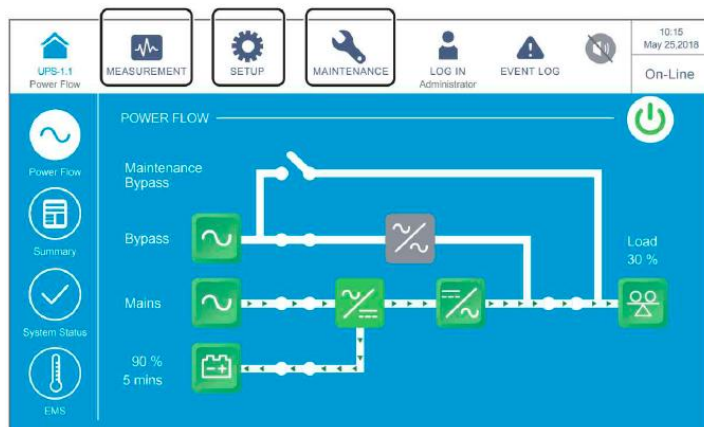 UPS-1.1
Power Flow
MEASUREMENT
SETUP
MAINTENANCE
LOG IN
Administrator
EVENT LOG
10:15
May 25,2018
On-Line
POWER FLOW
Power Flow
Summary
System Status
EMS
Maintenance
Bypass
Bypass
Mains
90 %
5 mins
Load
30 %